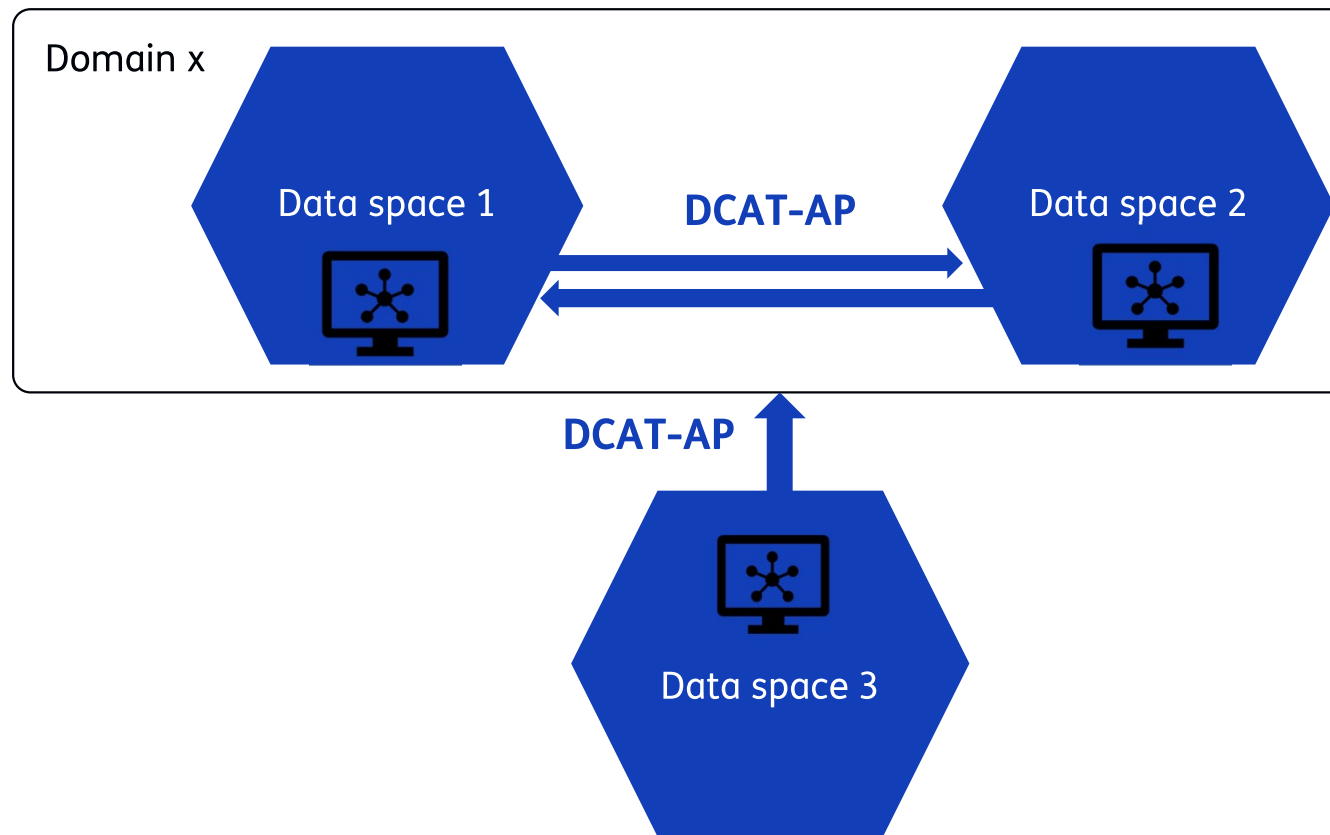 Domain x
Data space 1
DCAT-AP
Data space 2
DCAT-AP
Data space 3